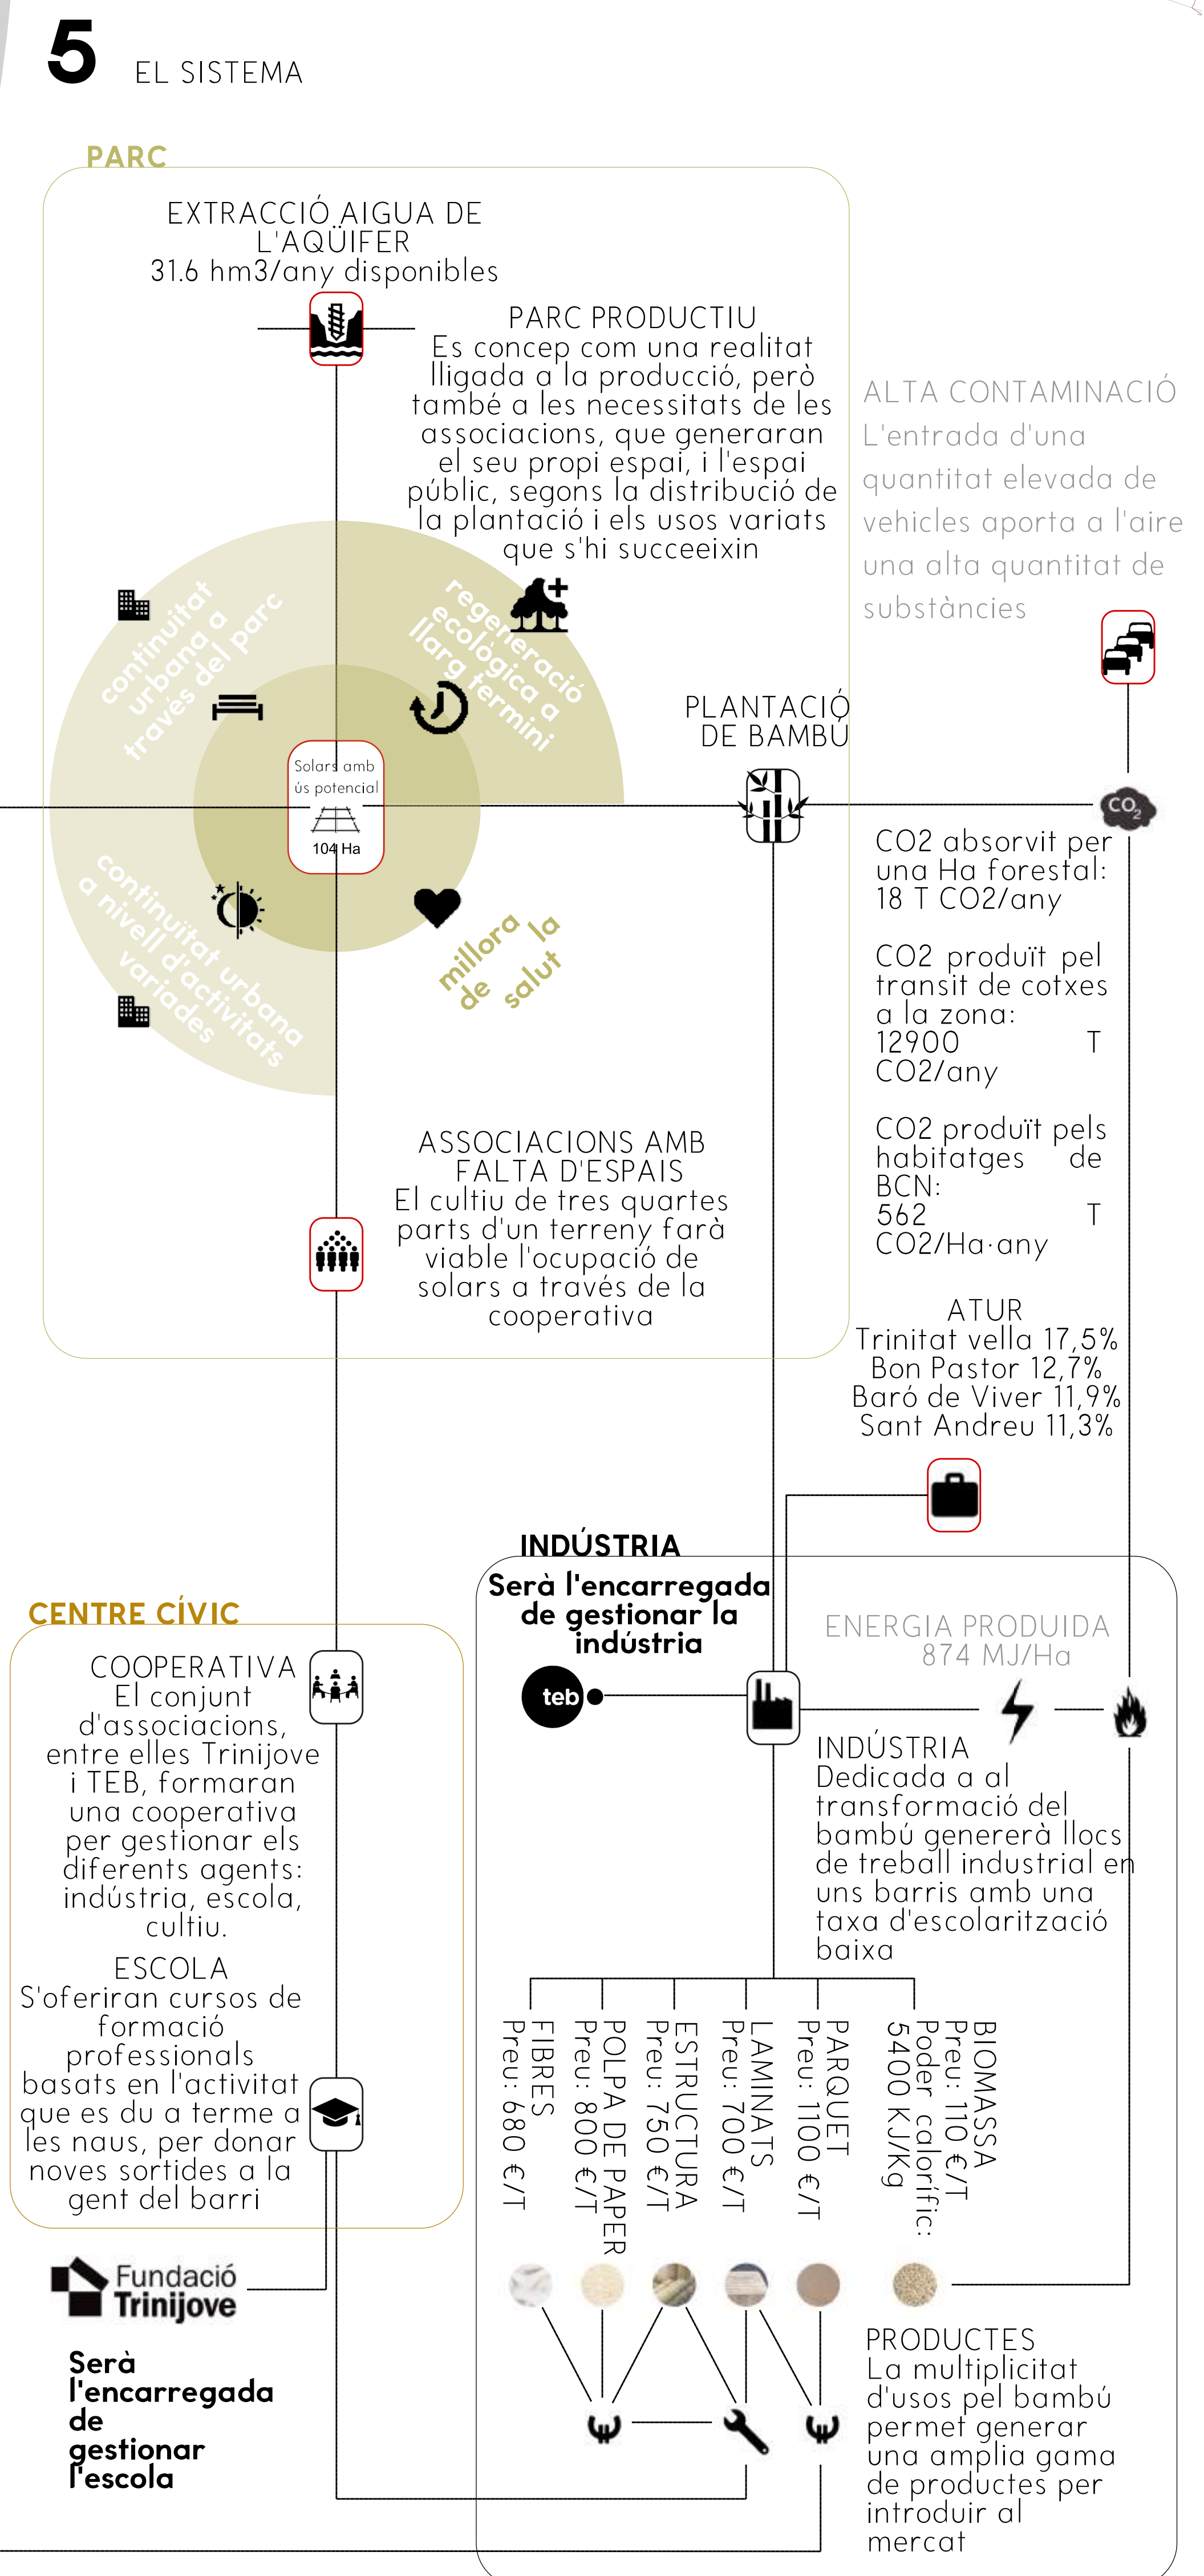 5 EL SISTEMA
PARC
EXTRACCIÓ AIGUA DE
L'AQÜIFER
31.6 hm3/any disponibles
PARC PRODUCTIU
Es concep com una realitat
lligada a la producció, però
també a les necessitats de les
associacions, que generaran
el seu propi espai, i l'espai
públic, segons la distribució de
la plantació i els usos variats
que s'hi succeeixin
ALTA CONTAMINACIÓ
L'entrada d'una
quantitat elevada de
vehicles aporta a l'aire
una alta quantitat de
substàncies
continuitat
urbana a
través del parc
regeneració
ecològica a
llarg termini
PLANTACIÓ
DE BAMBÚ
Solars amb
ús potencial
104 Ha
CO2
continuïtat urbana
a nivell d'activitats
variades
millora la
de salut
CO2 absorvit per
una Ha forestal:
18 T CO2/any
CO2 produït pel
transit de cotxes
a la zona:
12900 T
CO2/any
CO2 produït pels
habitatges de
BCN:
562 T
CO2/Ha·any
ASSOCIACIONS AMB
FALTA D'ESPAIS
El cultiu de tres quartes
parts d'un terreny farà
viable l'ocupació de
solars a través de la
cooperativa
ATUR
Trinitat vella 17,5%
Bon Pastor 12,7%
Baró de Viver 11,9%
Sant Andreu 11,3%
INDÚSTRIA
Serà l'encarregada
de gestionar la
indústria
teb
ENERGIA PRODUIDA
874 MJ/Ha
INDÚSTRIA
Dedicada a al
transformació del
bambú genererà llocs
de treball industrial en
uns barris amb una
taxa d'escolarització
baixa
CENTRE CÍVIC
COOPERATIVA
El conjunt
d'associacions,
entre elles Trinijove
i TEB, formaran
una cooperativa
per gestionar els
diferents agents:
indústria, escola,
cultiu.
ESCOLA
S'oferiran cursos de
formació
professionals
basats en l'activitat
que es du a terme a
les naus, per donar
noves sortides a la
gent del barri
Fundació
Trinijove
Serà
l'encarregada
de
gestionar
l'escola
FIBRES
Preu: 680 €/T
POLPA DE PAPER
Preu: 800 €/T
ESTRUCTURA
Preu: 750 €/T
LAMINATS
Preu: 700 €/T
PARQUET
Preu: 1100 €/T
BIOMASSA
Preu: 110 €/T
Poder calorífic:
5400 KJ/Kg
PRODUCTES
La multiplicitat
d'usos pel bambú
permet generar
una amplia gama
de productes per
introduir al
mercat